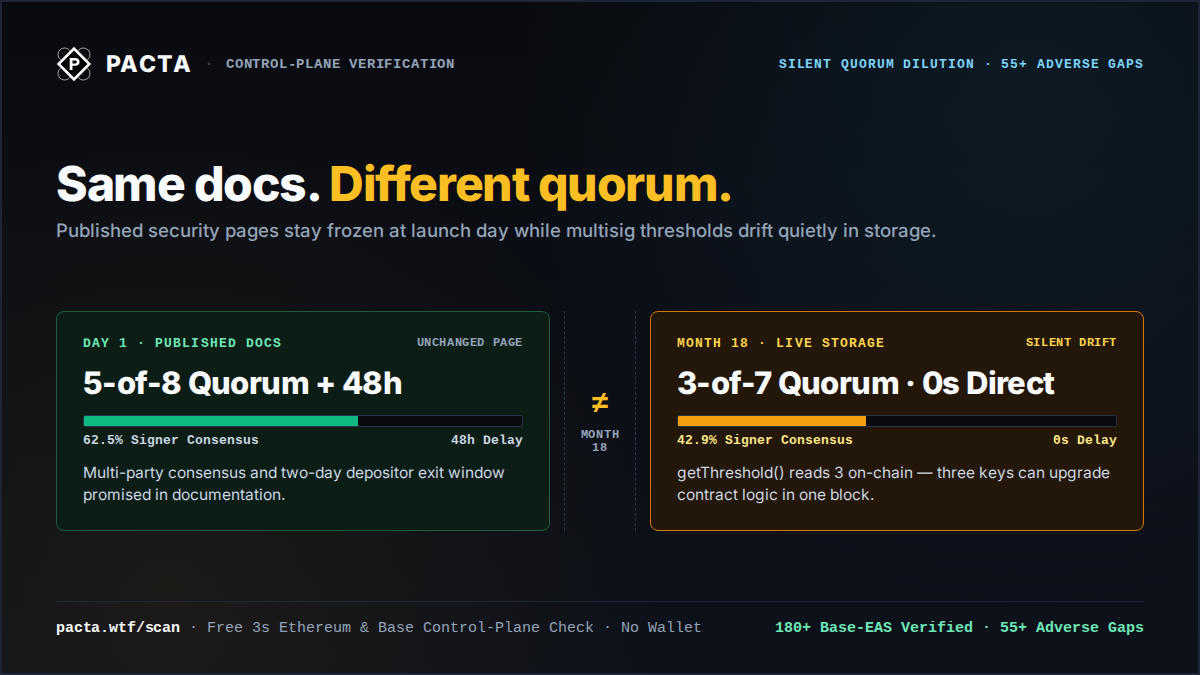 P PACTA · CONTROL-PLANE VERIFICATION
SILENT QUORUM DILUTION · 55+ ADVERSE GAPS
Same docs. Different quorum.
Published security pages stay frozen at launch day while multisig thresholds drift quietly in storage.
DAY 1 · PUBLISHED DOCS
UNCHANGED PAGE
5-of-8 Quorum + 48h
62.5% Signer Consensus
48h Delay
Multi-party consensus and two-day depositor exit window
promised in documentation.
≠
MONTH
18
MONTH 18 · LIVE STORAGE
SILENT DRIFT
3-of-7 Quorum · 0s Direct
42.9% Signer Consensus
0s Delay
getThreshold() reads 3 on-chain — three keys can upgrade
contract logic in one block.
pacta.wtf/scan · Free 3s Ethereum & Base Control-Plane Check · No Wallet
180+ Base-EAS Verified · 55+ Adverse Gaps